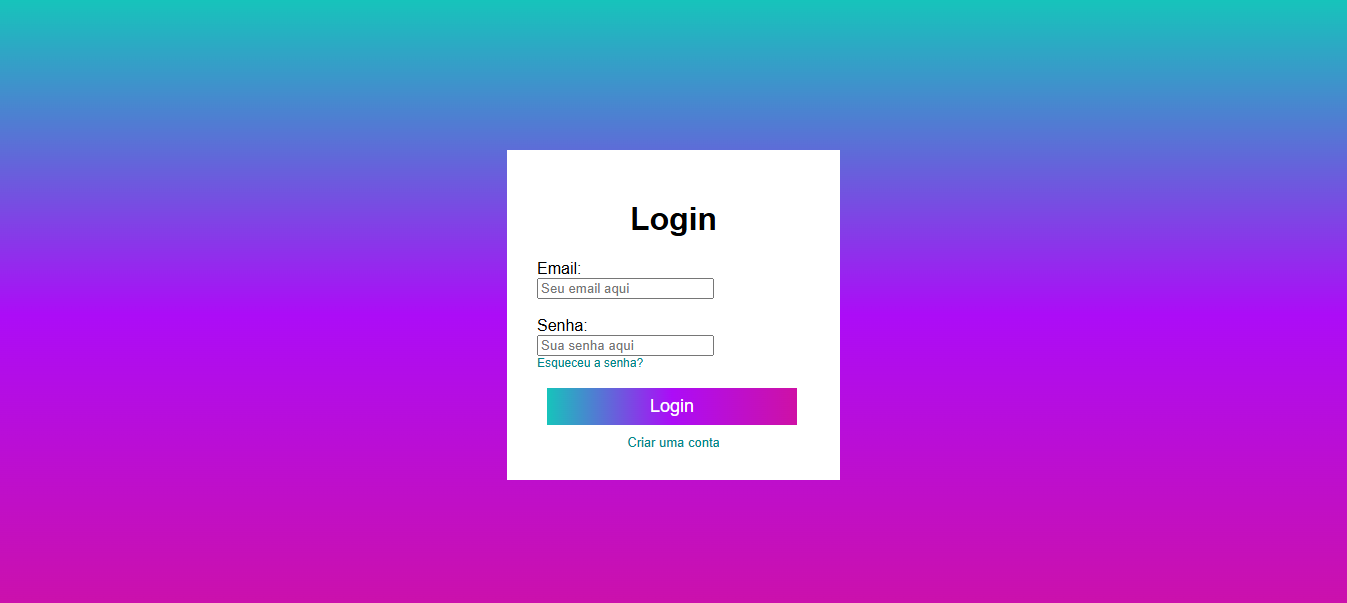 Login
Email:
Seu email aqui
Senha:
Sua senha aqui
Esqueceu a senha?
Login
Criar uma conta